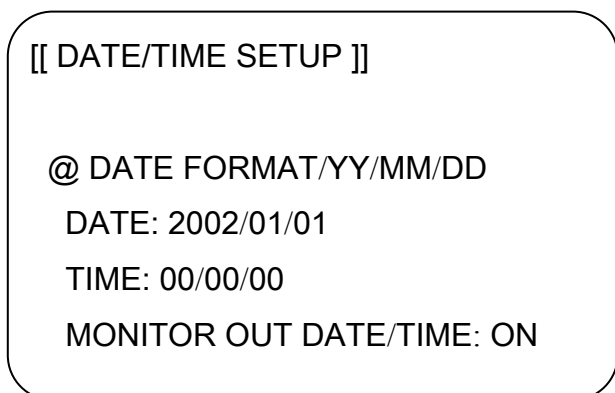 [[ DATE/TIME SETUP ]]
@ DATE FORMAT/YY/MM/DD
DATE: 2002/01/01
TIME: 00/00/00
MONITOR OUT DATE/TIME: ON